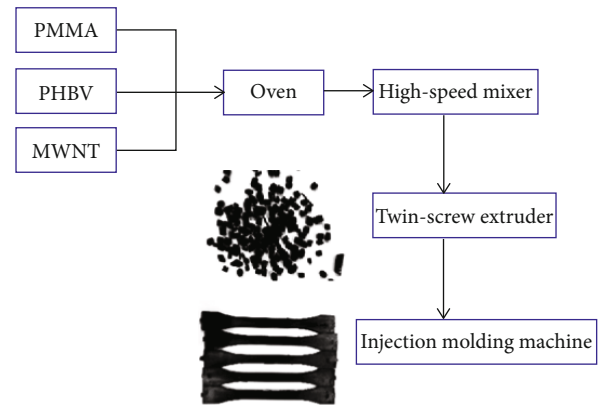 PMMA
PHBV
MWNT
Oven
High-speed mixer
Twin-screw extruder
Injection molding machine